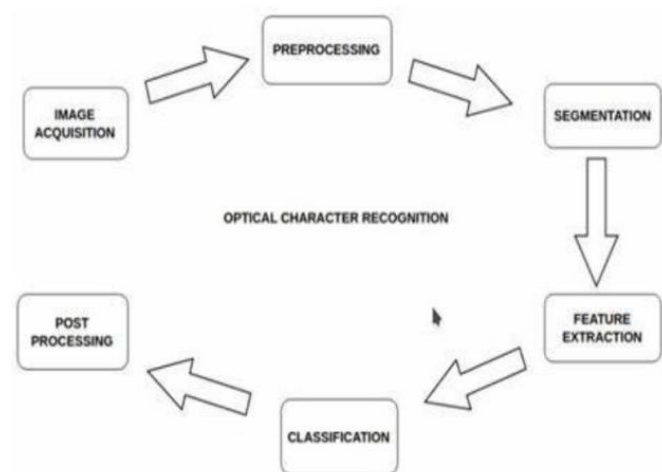 PREPROCESSING
IMAGE
ACQUISITION
SEGMENTATION
OPTICAL CHARACTER RECOGNITION
POST
PROCESSING
FEATURE
EXTRACTION
CLASSIFICATION